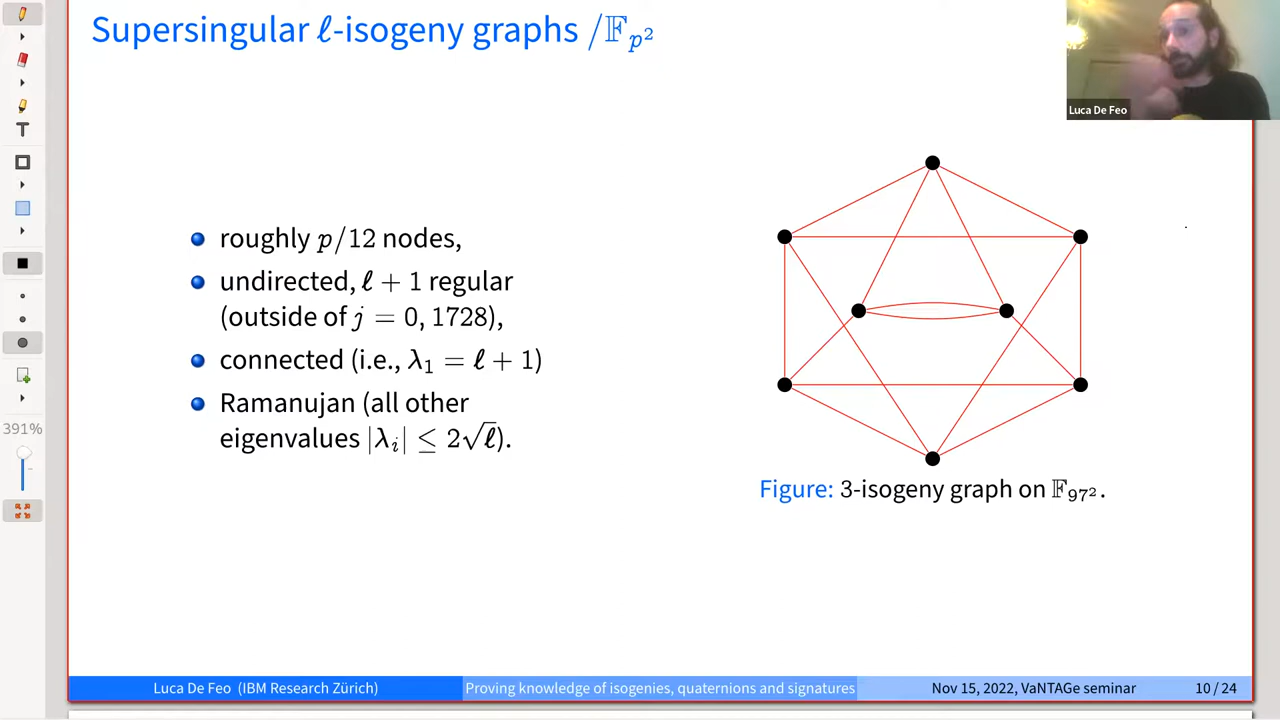 Supersingular ℓ-isogeny graphs /𝔽p²
Luca De Feo
T
• roughly p/12 nodes,
• undirected, ℓ + 1 regular
(outside of j = 0, 1728),
• connected (i.e., λ₁ = ℓ + 1)
• Ramanujan (all other
eigenvalues |λᵢ| ≤ 2√ℓ).
391%
Figure: 3-isogeny graph on 𝔽97².
Luca De Feo (IBM Research Zürich) Proving knowledge of isogenies, quaternions and signatures Nov 15, 2022, VaNTAGe seminar 10 / 24